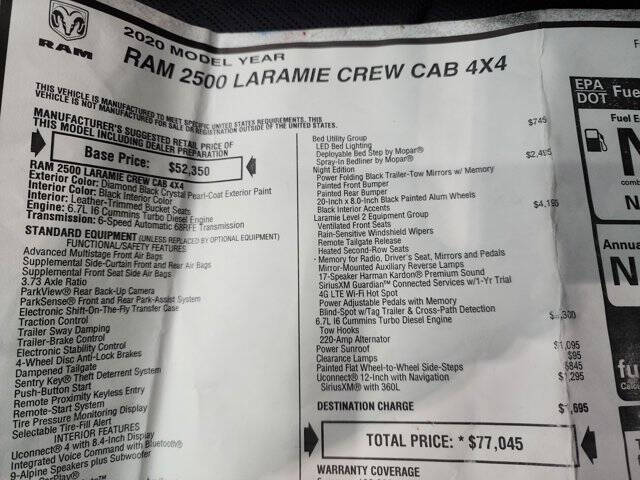 RAM
2020 MODEL YEAR
RAM 2500 LARAMIE CREW CAB 4X4
THIS VEHICLE IS MANUFACTURED TO MEET SPECIFIC UNITED STATES REQUIREMENTS. THIS
VEHICLE IS NOT MANUFACTURED FOR SALE OR REGISTRATION OUTSIDE OF THE UNITED STATES.
MANUFACTURER'S SUGGESTED RETAIL PRICE OF
THIS MODEL INCLUDING DEALER PREPARATION
Base Price: $52,350
RAM 2500 LARAMIE CREW CAB 4X4
Exterior Color: Diamond Black Crystal Pearl-Coat Exterior Paint
Interior Color: Black Interior Color
Interior: Leather-Trimmed Bucket Seats
Engine: 6.7L I6 Cummins Turbo Diesel Engine
Transmission: 6-Speed Automatic 68RFE Transmission
STANDARD EQUIPMENT (UNLESS REPLACED BY OPTIONAL EQUIPMENT)
FUNCTIONAL/SAFETY FEATURES
Advanced Multistage Front Air Bags
Supplemental Side-Curtain Front and Rear Air Bags
Supplemental Front Seat Side Air Bags
3.73 Axle Ratio
ParkView® Rear Back-Up Camera
ParkSense® Front and Rear Park-Assist System
Electronic Shift-On-The-Fly Transfer Case
Traction Control
Trailer Sway Damping
Trailer-Brake Control
Electronic Stability Control
4-Wheel Disc Anti-Lock Brakes
Dampened Tailgate
Sentry Key® Theft Deterrent System
Push-Button Start
Remote Proximity Keyless Entry
Remote-Start System
Tire Pressure Monitoring Display
Selectable Tire-Fill Alert
INTERIOR FEATURES
Uconnect® 4 with 8.4-Inch Display
Integrated Voice Command with Bluetooth®
9-Alpine Speakers plus Subwoofer
Bed Utility Group $745
LED Bed Lighting
Deployable Bed Step by Mopar®
Spray-In Bedliner by Mopar®
Night Edition
Power Folding Black Trailer-Tow Mirrors w/ Memory
Painted Front Bumper
Painted Rear Bumper
20-Inch x 8.0-Inch Black Painted Alum Wheels
Black Interior Accents
Laramie Level 2 Equipment Group
Ventilated Front Seats
Rain-Sensitive Windshield Wipers
Remote Tailgate Release
Heated Second-Row Seats
Memory for Radio, Driver's Seat, Mirrors and Pedals
Mirror-Mounted Auxiliary Reverse Lamps
17-Speaker Harman Kardon® Premium Sound
SiriusXM Guardian™ Connected Services w/1-Yr Trial
4G LTE Wi-Fi Hot Spot
Power Adjustable Pedals with Memory
Blind-Spot w/Tag Trailer & Cross-Path Detection
6.7L I6 Cummins Turbo Diesel Engine
Tow Hooks
220-Amp Alternator
Power Sunroof $1,095
Clearance Lamps $95
Painted Flat Wheel-to-Wheel Side-Steps $845
Uconnect® 12-Inch with Navigation $1,295
SiriusXM® with 360L
DESTINATION CHARGE $1,695
TOTAL PRICE: * $77,045
WARRANTY COVERAGE
EPA
DOT
Fuel
Annual